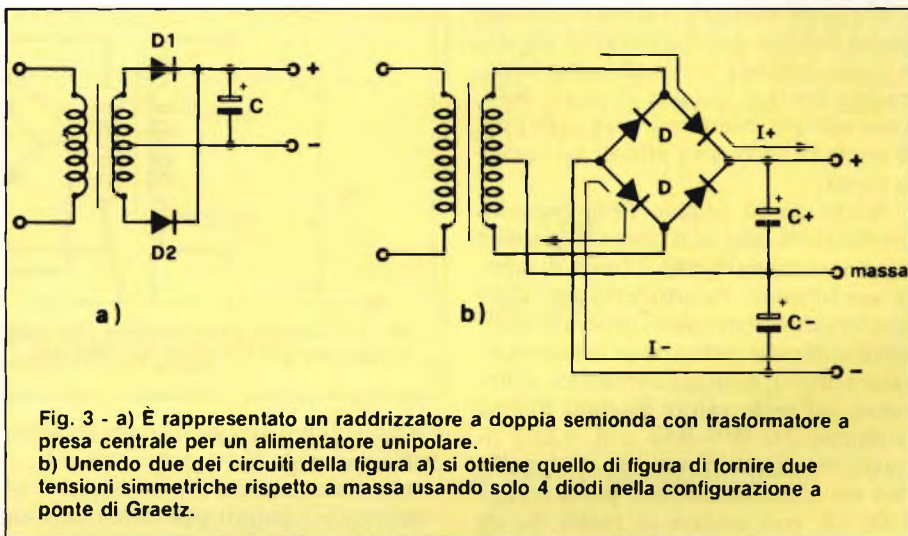 D1
+
+
C
-
D2
a)
b)
D
D
I+
+
+
C+
massa
+
C-
I-
-
Fig. 3 - a) È rappresentato un raddrizzatore a doppia semionda con trasformatore a
presa centrale per un alimentatore unipolare.
b) Unendo due dei circuiti della figura a) si ottiene quello di figura di fornire due
tensioni simmetriche rispetto a massa usando solo 4 diodi nella configurazione a
ponte di Graetz.